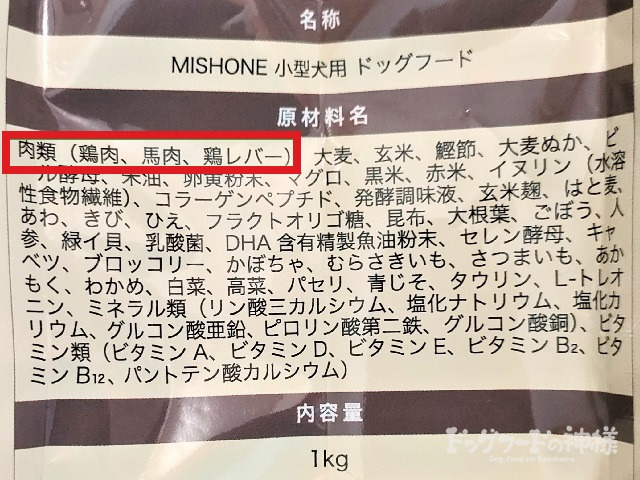 名称
MISHONE 小型犬用 ドッグフード
原材料名
肉類（鶏肉、馬肉、鶏レバー）、大麦、玄米、鰹節、大麦ぬか、ビ
ール酵母、米油、卵黄粉末、マグロ、黒米、赤米、イヌリン（水溶
性食物繊維）、コラーゲンペプチド、発酵調味液、玄米麹、はと麦、
あわ、きび、ひえ、フラクトオリゴ糖、昆布、大根葉、ごぼう、人
参、緑イ貝、乳酸菌、DHA 含有精製魚油粉末、セレン酵母、キャ
ベツ、ブロッコリー、かぼちゃ、むらさきいも、さつまいも、あか
もく、わかめ、白菜、高菜、パセリ、青じそ、タウリン、L-トレオ
ニン、ミネラル類（リン酸三カルシウム、塩化ナトリウム、塩化カ
リウム、グルコン酸亜鉛、ピロリン酸第二鉄、グルコン酸銅）、ビタ
ミン類（ビタミン A、ビタミン D、ビタミン E、ビタミン B₂、ビタ
ミン B₁₂、パントテン酸カルシウム）
内容量
ドッグフードの神様
1kg